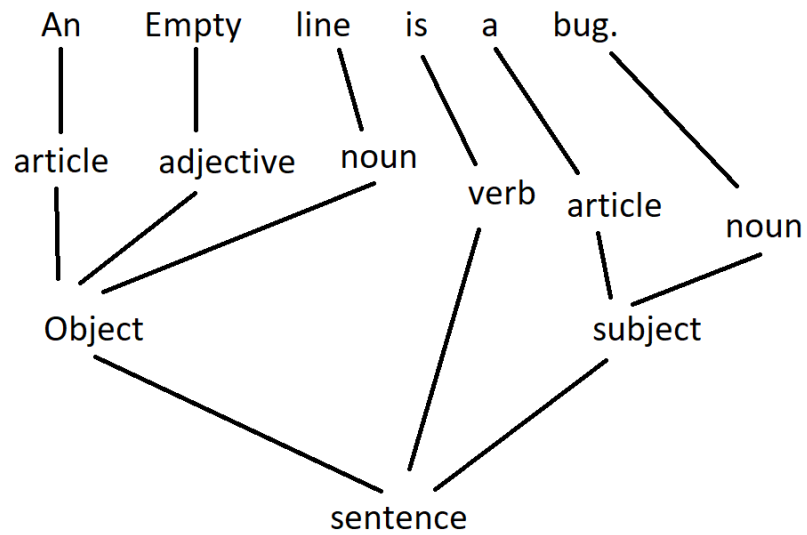 An Empty line is a bug.
article adjective noun
verb article noun
Object subject
sentence